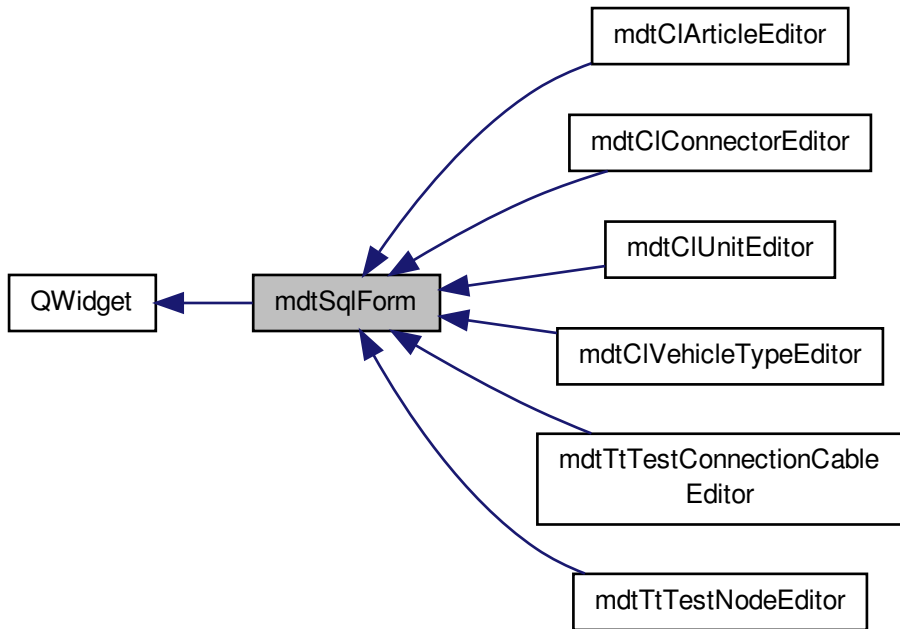 mdtClArticleEditor
mdtClConnectorEditor
mdtClUnitEditor
QWidget
mdtSqlForm
mdtClVehicleTypeEditor
mdtTtTestConnectionCable
Editor
mdtTtTestNodeEditor